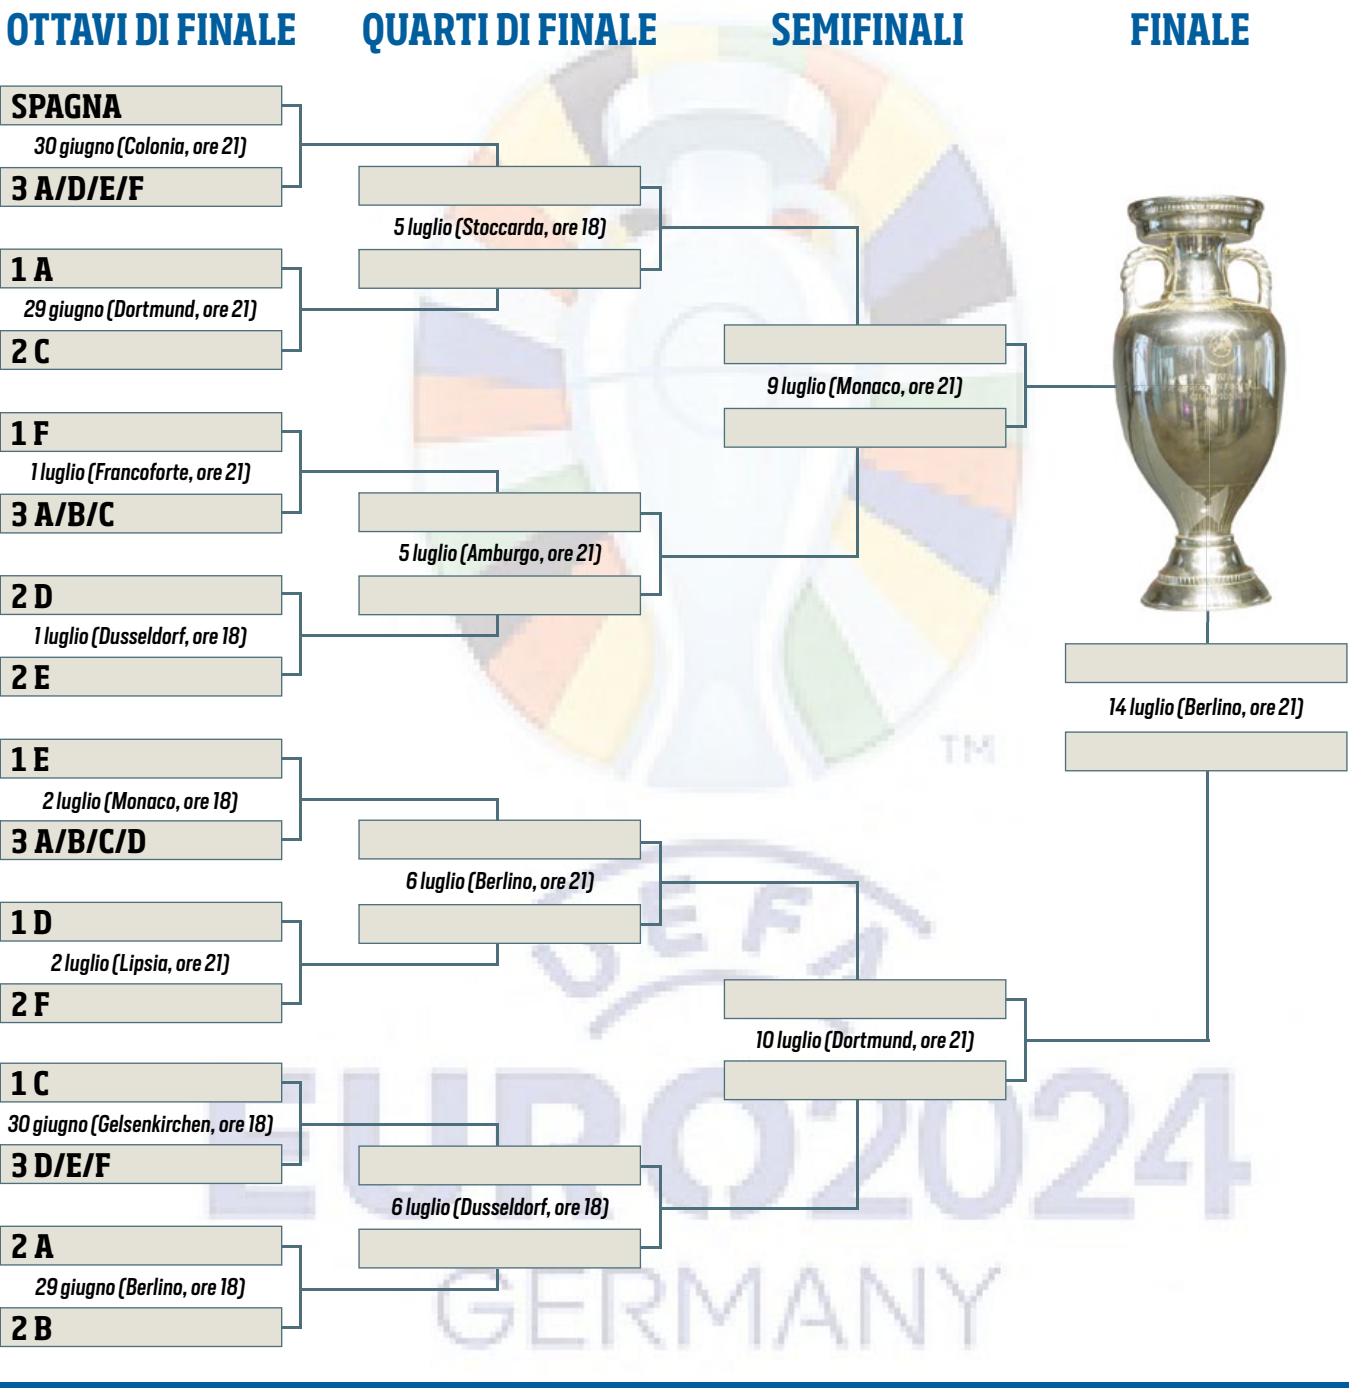 OTTAVI DI FINALE
QUARTI DI FINALE
SEMIFINALI
FINALE
SPAGNA
30 giugno (Colonia, ore 21)
3 A/D/E/F
1 A
29 giugno (Dortmund, ore 21)
2 C
1 F
1 luglio (Francoforte, ore 21)
3 A/B/C
2 D
1 luglio (Dusseldorf, ore 18)
2 E
1 E
2 luglio (Monaco, ore 18)
3 A/B/C/D
1 D
2 luglio (Lipsia, ore 21)
2 F
1 C
30 giugno (Gelsenkirchen, ore 18)
3 D/E/F
2 A
29 giugno (Berlino, ore 18)
2 B
5 luglio (Stoccarda, ore 18)
5 luglio (Amburgo, ore 21)
6 luglio (Berlino, ore 21)
6 luglio (Dusseldorf, ore 18)
9 luglio (Monaco, ore 21)
10 luglio (Dortmund, ore 21)
14 luglio (Berlino, ore 21)
TM
UEFA
EURO2024
GERMANY